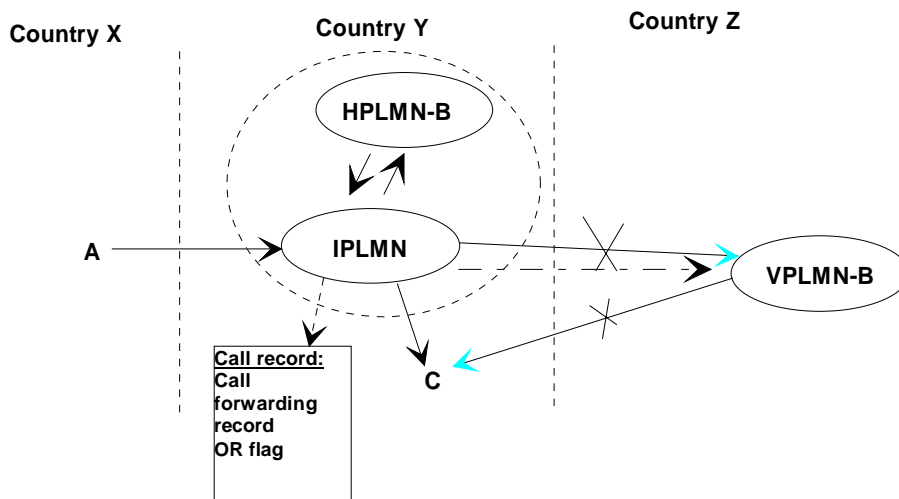 Country X
Country Y
Country Z
HPLMN-B
A
IPLMN
VPLMN-B
C
Call record:
Call
forwarding
record
OR flag